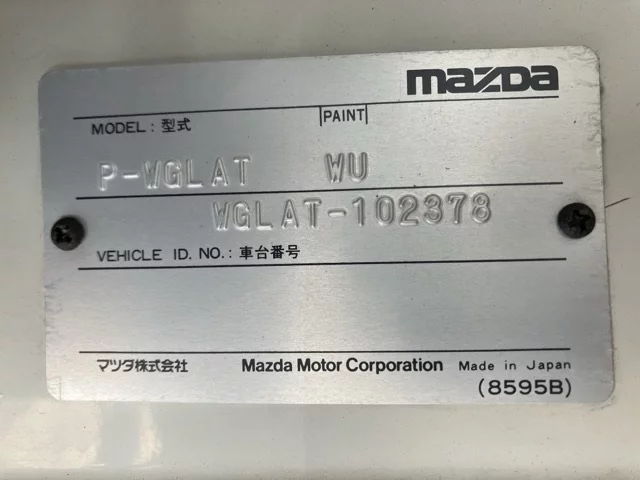 mazda
MODEL: 型式 PAINT
P-WGLAT WU
WGLAT-102378
VEHICLE ID. NO.: 車台番号
マツダ株式会社 Mazda Motor Corporation Made in Japan
(8595B)